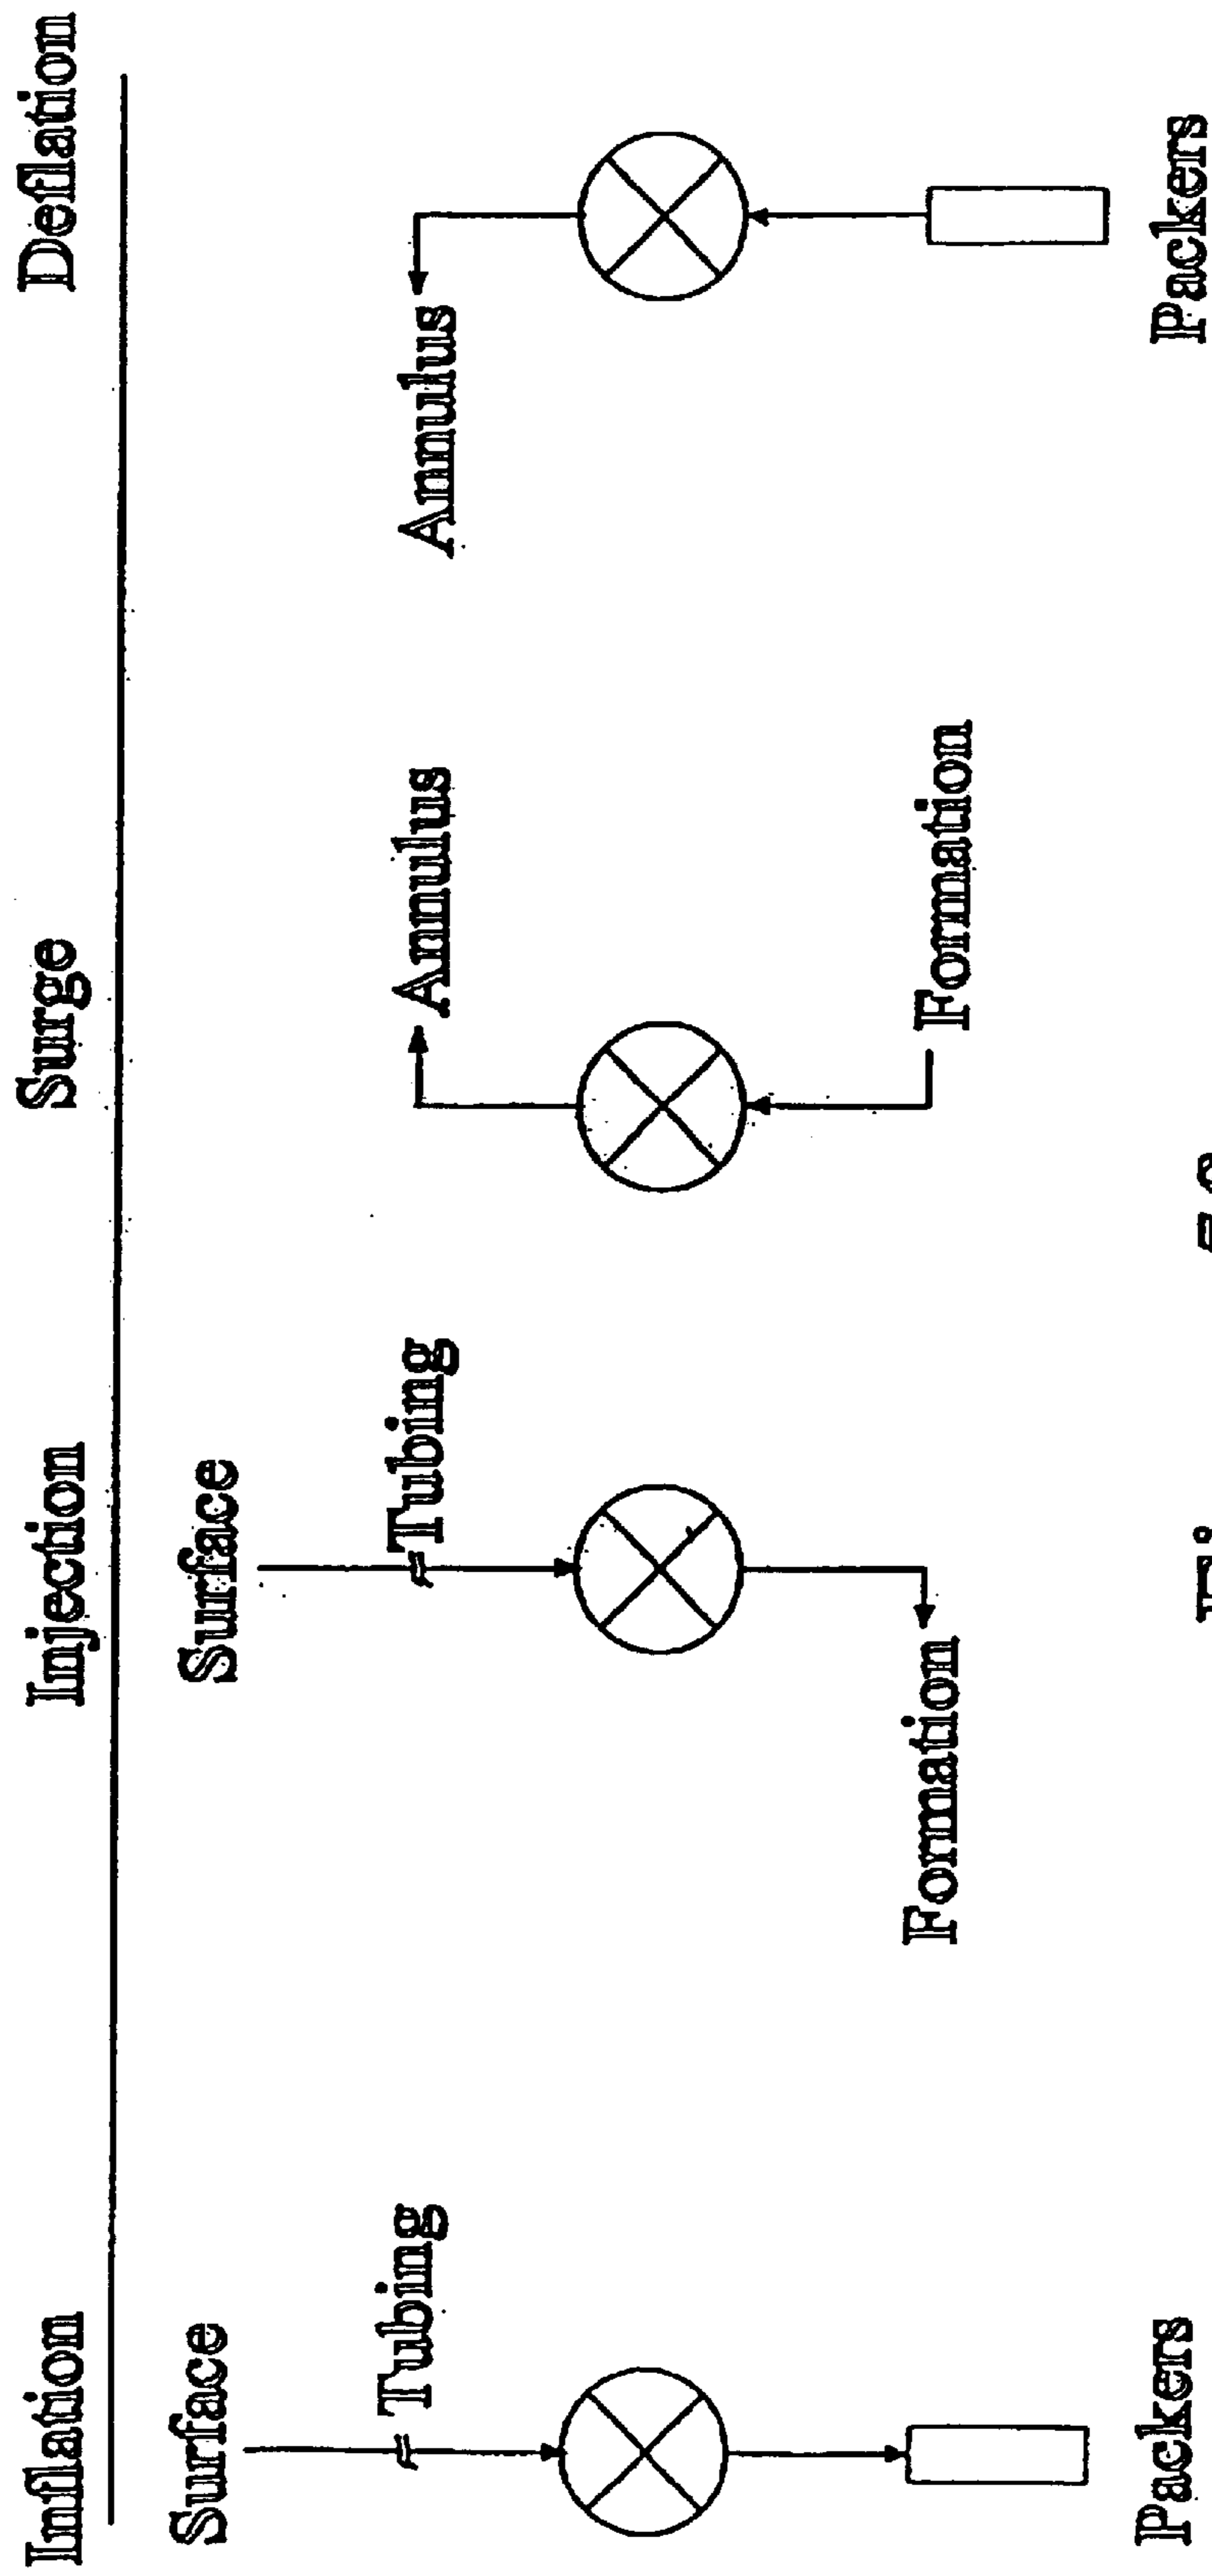 Inflation Injection Surge Deflation
Surface Surface
Tubing Tubing Annulus Annulus
Formation Formation
Packers Packers